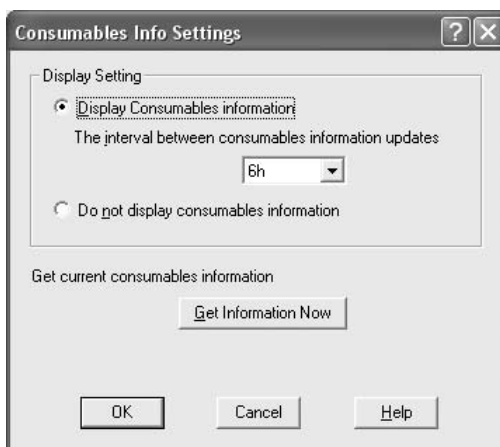 Consumables Info Settings
Display Setting
Display Consumables information
The interval between consumables information updates
6h
Do not display consumables information
Get current consumables information
Get Information Now
OK Cancel Help